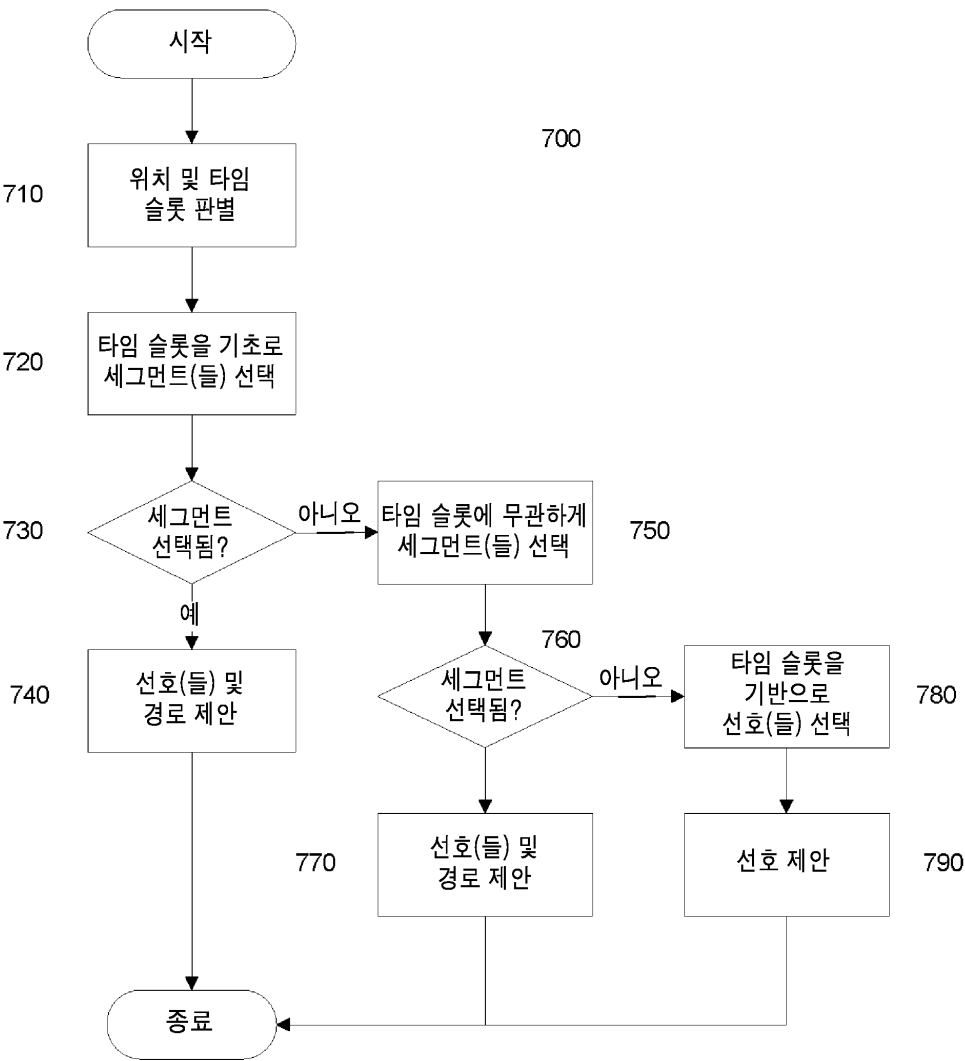 시작
700
710
위치 및 타임
슬롯 판별
720
타임 슬롯을 기초로
세그먼트(들) 선택
730
세그먼트
선택됨?
아니오
타임 슬롯에 무관하게
세그먼트(들) 선택
750
예
740
선호(들) 및
경로 제안
760
세그먼트
선택됨?
아니오
타임 슬롯을
기반으로
선호(들) 선택
780
770
선호(들) 및
경로 제안
선호 제안
790
종료